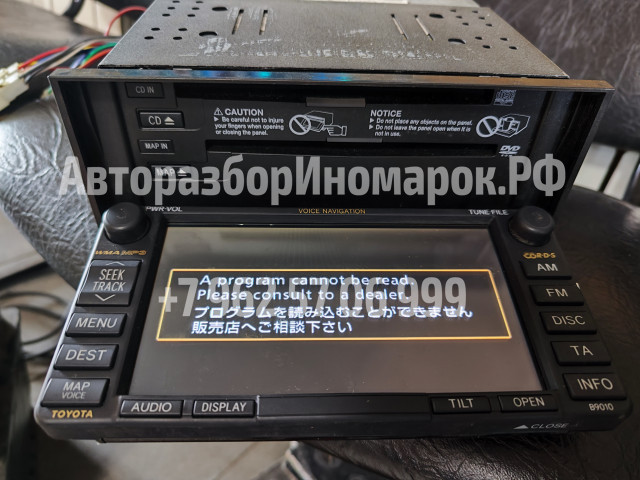 CD IN
CD
MAP IN
MAP
CAUTION
Be careful not to injure
your fingers when opening
or closing the panel.
NOTICE
Do not place any objects on the panel.
Do not leave the panel open when it is
not in use.
DVD
АвторазборИномарок.РФ
PWR•VOL
VOICE NAVIGATION
TUNE FILE
WMA/MP3
R•D•S
SEEK
TRACK
MENU
DEST
MAP
VOICE
TOYOTA
AM
FM
DISC
TA
INFO
B9010
A program cannot be read.
Please consult to a dealer.
プログラムを読み込むことができません
販売店へご相談下さい
AUDIO
DISPLAY
TILT
OPEN
CLOSE